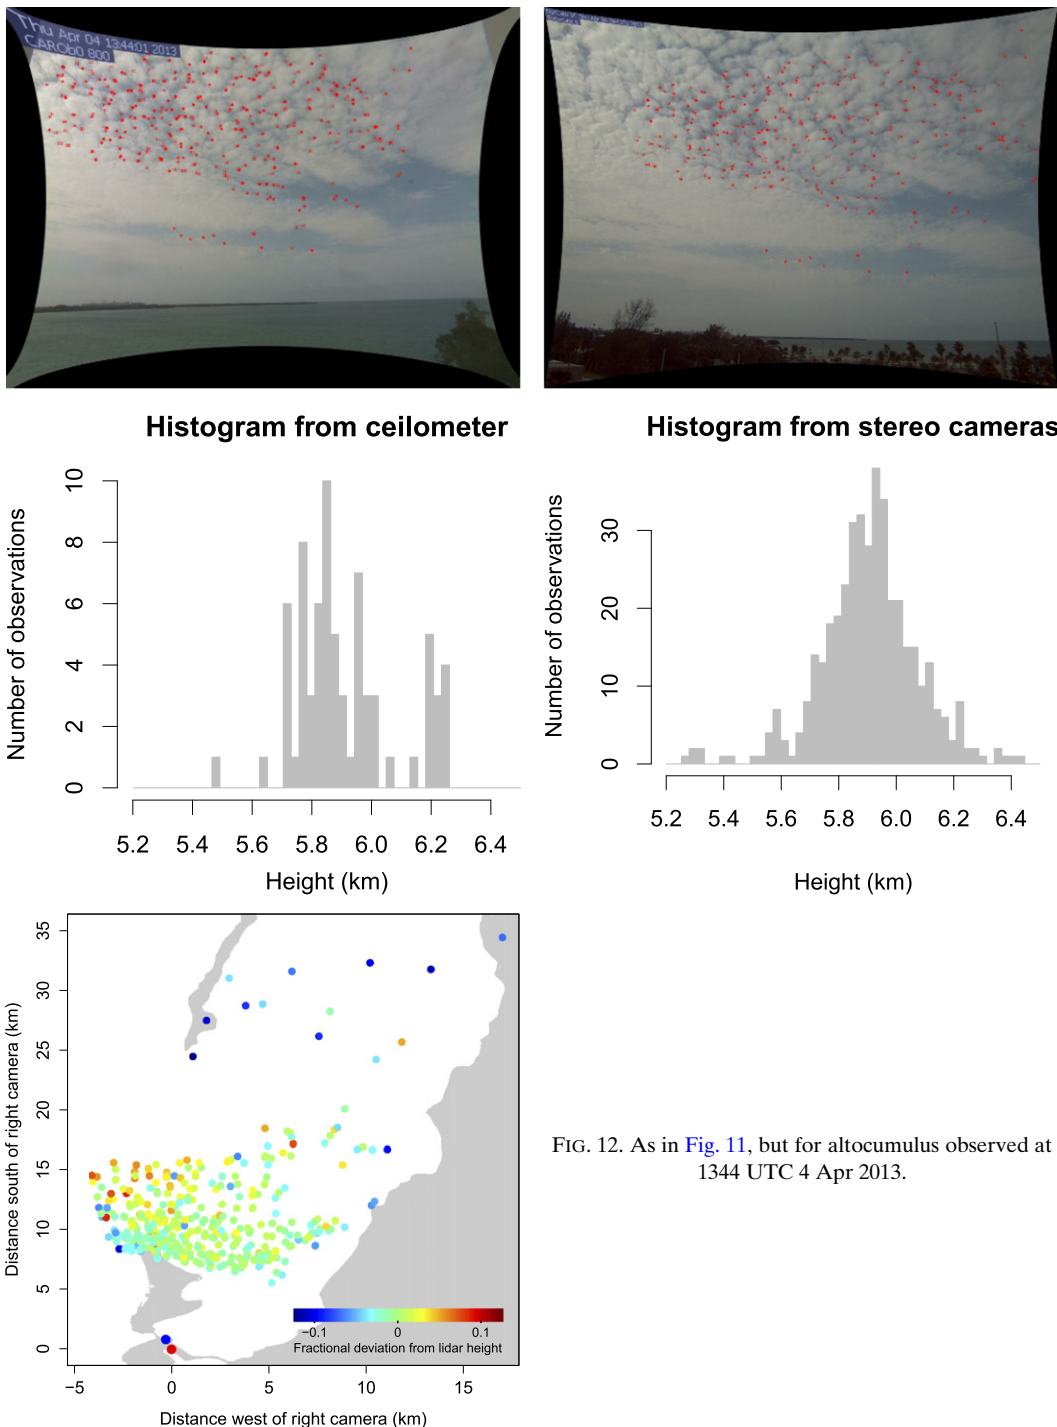 Thu Apr 04 13:44:01 2013
CARObo 800
Histogram from ceilometer
Number of observations
0
2
4
6
8
10
5.2 5.4 5.6 5.8 6.0 6.2 6.4
Height (km)
Histogram from stereo cameras
Number of observations
0
10
20
30
5.2 5.4 5.6 5.8 6.0 6.2 6.4
Height (km)
Distance south of right camera (km)
35
30
25
20
15
10
5
0
−0.1 0 0.1
Fractional deviation from lidar height
−5 0 5 10 15
Distance west of right camera (km)
FIG. 12. As in Fig. 11, but for altocumulus observed at
1344 UTC 4 Apr 2013.